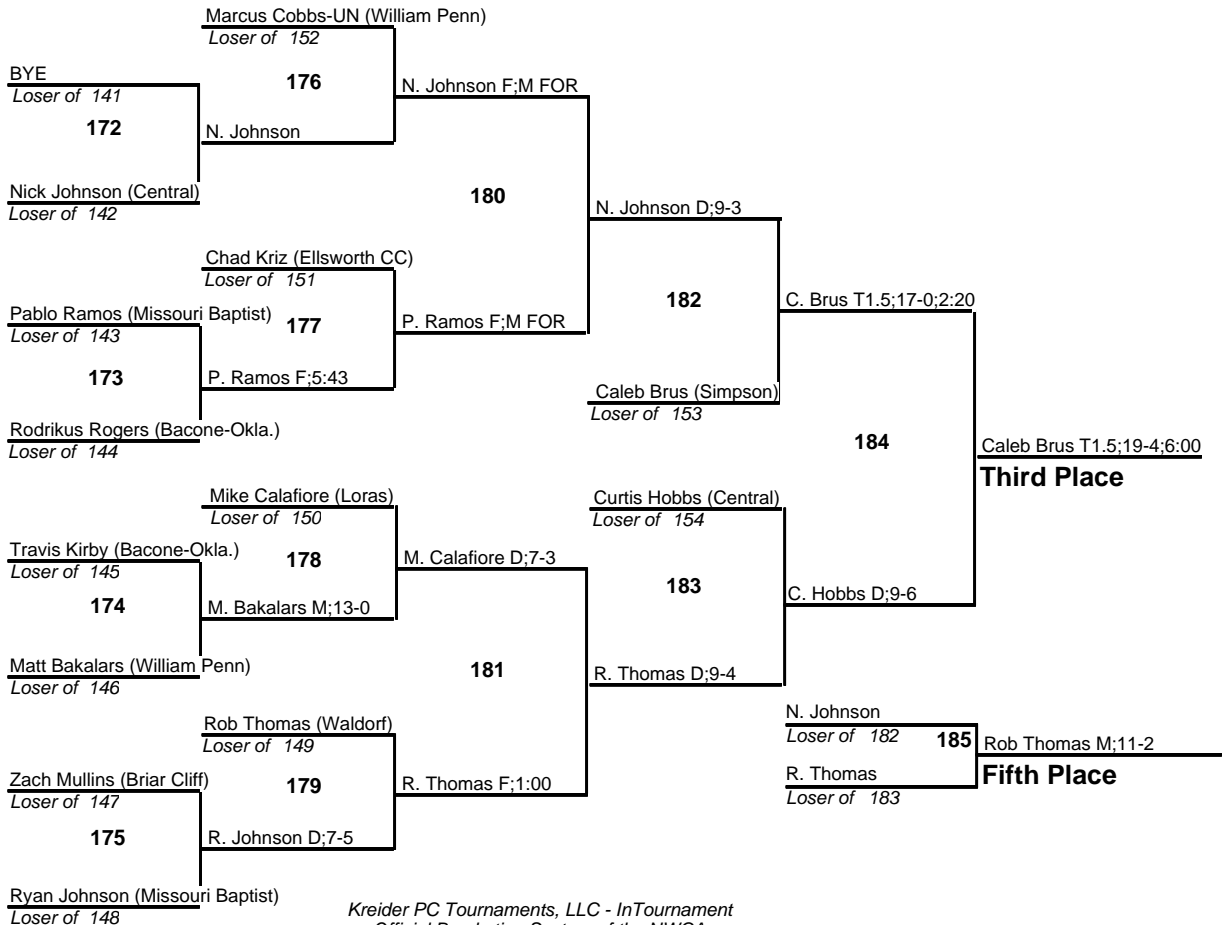 Marcus Cobbs-UN (William Penn)
Loser of 152
BYE
Loser of 141
176
N. Johnson F;M FOR
172
N. Johnson
Nick Johnson (Central)
Loser of 142
180
N. Johnson D;9-3
Chad Kriz (Ellsworth CC)
Loser of 151
182
C. Brus T1.5;17-0;2:20
Pablo Ramos (Missouri Baptist)
Loser of 143
177
P. Ramos F;M FOR
173
P. Ramos F;5:43
Caleb Brus (Simpson)
Loser of 153
Rodrikus Rogers (Bacone-Okla.)
Loser of 144
184
Caleb Brus T1.5;19-4;6:00
Third Place
Mike Calafiore (Loras)
Loser of 150
Curtis Hobbs (Central)
Loser of 154
Travis Kirby (Bacone-Okla.)
Loser of 145
178
M. Calafiore D;7-3
183
174
M. Bakalars M;13-0
C. Hobbs D;9-6
Matt Bakalars (William Penn)
Loser of 146
181
R. Thomas D;9-4
Rob Thomas (Waldorf)
Loser of 149
N. Johnson
Loser of 182
185
Rob Thomas M;11-2
Fifth Place
Zach Mullins (Briar Cliff)
Loser of 147
179
R. Thomas F;1:00
R. Thomas
Loser of 183
175
R. Johnson D;7-5
Ryan Johnson (Missouri Baptist)
Loser of 148
Kreider PC Tournaments, LLC - InTournament